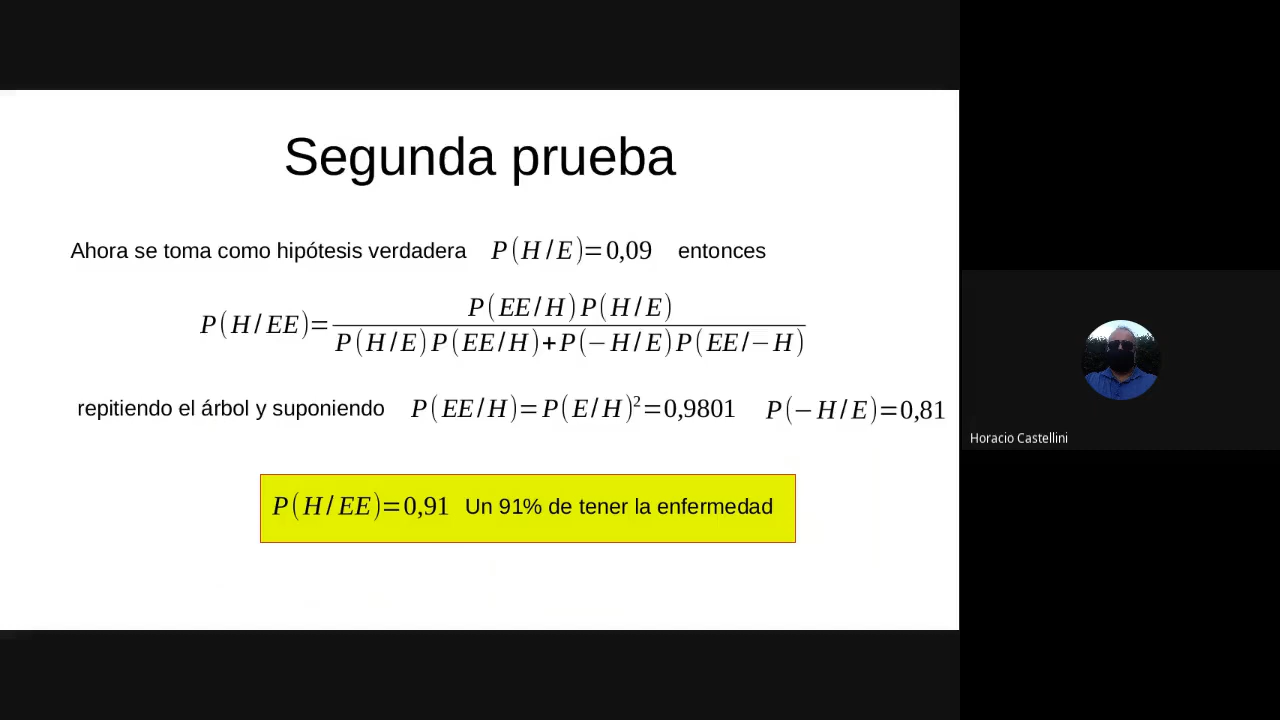 Segunda prueba
Ahora se toma como hipótesis verdadera P(H/E)=0,09 entonces
P(H/EE)= P(EE/H)P(H/E)
P(H/E)P(EE/H)+P(−H/E)P(EE/−H)
repitiendo el árbol y suponiendo P(EE/H)=P(E/H)²=0,9801 P(−H/E)=0,81
P(H/EE)=0,91 Un 91% de tener la enfermedad
Horacio Castellini